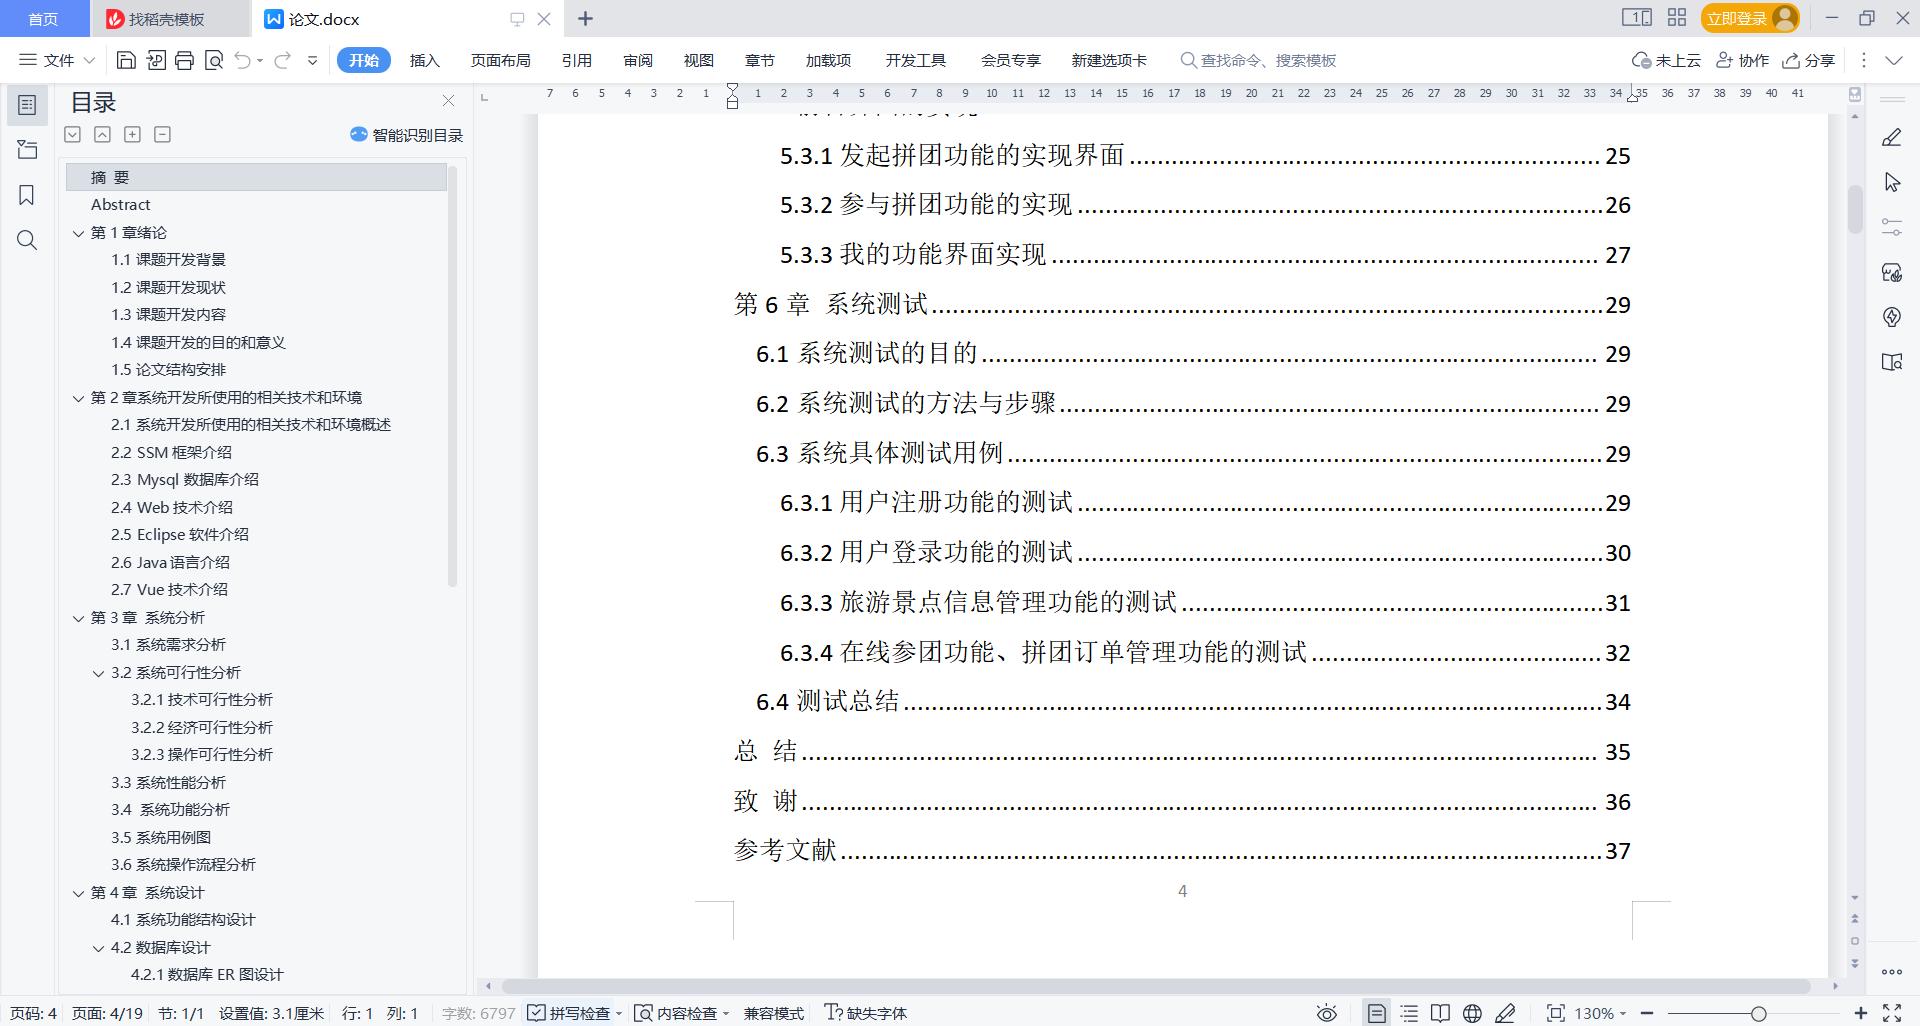 首页
找稻壳模板
论文.docx
立即登录
文件
开始
插入
页面布局
引用
审阅
视图
章节
加载项
开发工具
会员专享
新建选项卡
查找命令、搜索模板
未上云
协作
分享
目录
智能识别目录
7 6 5 4 3 2 1 1 2 3 4 5 6 7 8 9 10 11 12 13 14 15 16 17 18 19 20 21 22 23 24 25 26 27 28 29 30 31 32 33 34 35 36 37 38 39 40 41
摘 要
Abstract
第 1 章绪论
1.1 课题开发背景
1.2 课题开发现状
1.3 课题开发内容
1.4 课题开发的目的和意义
1.5 论文结构安排
第 2 章系统开发所使用的相关技术和环境
2.1 系统开发所使用的相关技术和环境概述
2.2 SSM 框架介绍
2.3 Mysql 数据库介绍
2.4 Web 技术介绍
2.5 Eclipse 软件介绍
2.6 Java 语言介绍
2.7 Vue 技术介绍
第 3 章 系统分析
3.1 系统需求分析
3.2 系统可行性分析
3.2.1 技术可行性分析
3.2.2 经济可行性分析
3.2.3 操作可行性分析
3.3 系统性能分析
3.4 系统功能分析
3.5 系统用例图
3.6 系统操作流程分析
第 4 章 系统设计
4.1 系统功能结构设计
4.2 数据库设计
4.2.1 数据库 ER 图设计
5.3.1 发起拼团功能的实现界面 25
5.3.2 参与拼团功能的实现 26
5.3.3 我的功能界面实现 27
第 6 章 系统测试 29
6.1 系统测试的目的 29
6.2 系统测试的方法与步骤 29
6.3 系统具体测试用例 29
6.3.1 用户注册功能的测试 29
6.3.2 用户登录功能的测试 30
6.3.3 旅游景点信息管理功能的测试 31
6.3.4 在线参团功能、拼团订单管理功能的测试 32
6.4 测试总结 34
总 结 35
致 谢 36
参考文献 37
4
页码: 4 页面: 4/19 节: 1/1 设置值: 3.1厘米 行: 1 列: 1 字数: 6797 拼写检查 内容检查 兼容模式 缺失字体 130%